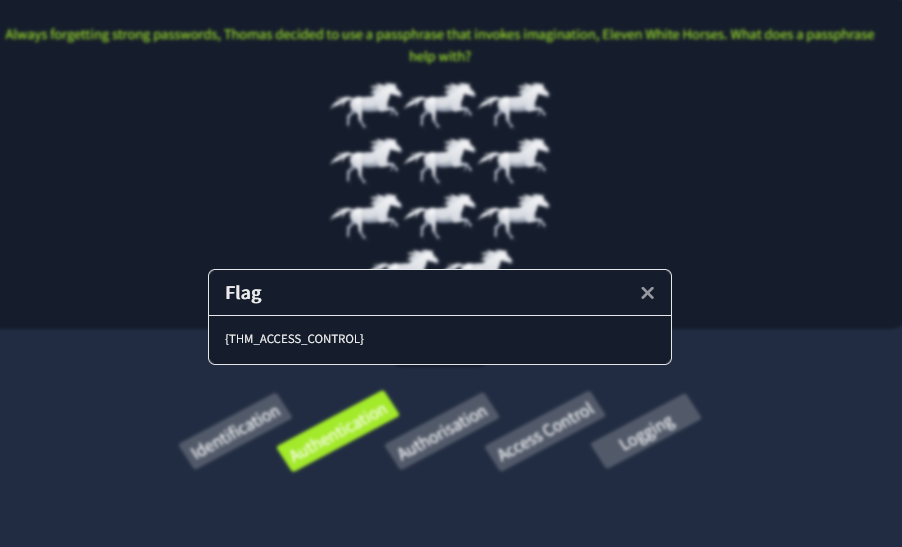 Always forgetting strong passwords, Thomas decided to use a passphrase that invokes imagination, Eleven White Horses. What does a passphrase
help with?
Flag
{THM_ACCESS_CONTROL}
Identification
Authentication
Authorisation
Access Control
Logging